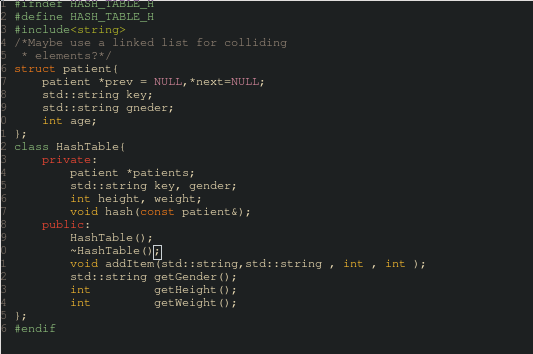 1 #ifndef HASH_TABLE_H
2 #define HASH_TABLE_H
3 #include<string>
4 /*Maybe use a linked list for colliding
5  * elements?*/
6 struct patient{
7     patient *prev = NULL,*next=NULL;
8     std::string key;
9     std::string gneder;
0     int age;
1 };
2 class HashTable{
3     private:
4         patient *patients;
5         std::string key, gender;
6         int height, weight;
7         void hash(const patient&);
8     public:
9         HashTable();
0         ~HashTable();
1         void addItem(std::string,std::string , int , int );
2         std::string getGender();
3         int         getHeight();
4         int         getWeight();
5 };
6 #endif